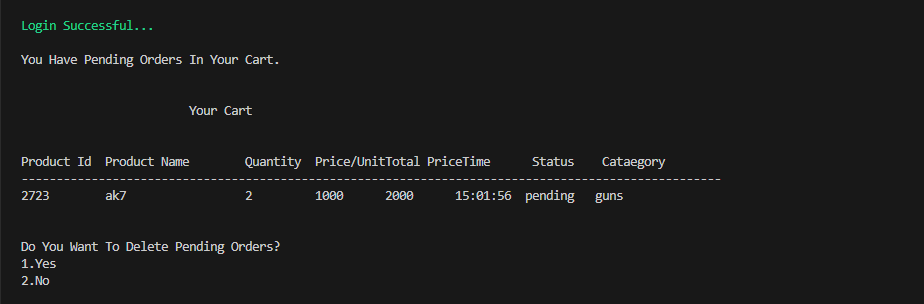 Login Successful...
You Have Pending Orders In Your Cart.
Your Cart
Product Id  Product Name        Quantity  Price/UnitTotal PriceTime      Status    Cataegory
----------------------------------------------------------------------------------------------------
2723        ak7                 2         1000      2000      15:01:56  pending   guns
Do You Want To Delete Pending Orders?
1.Yes
2.No